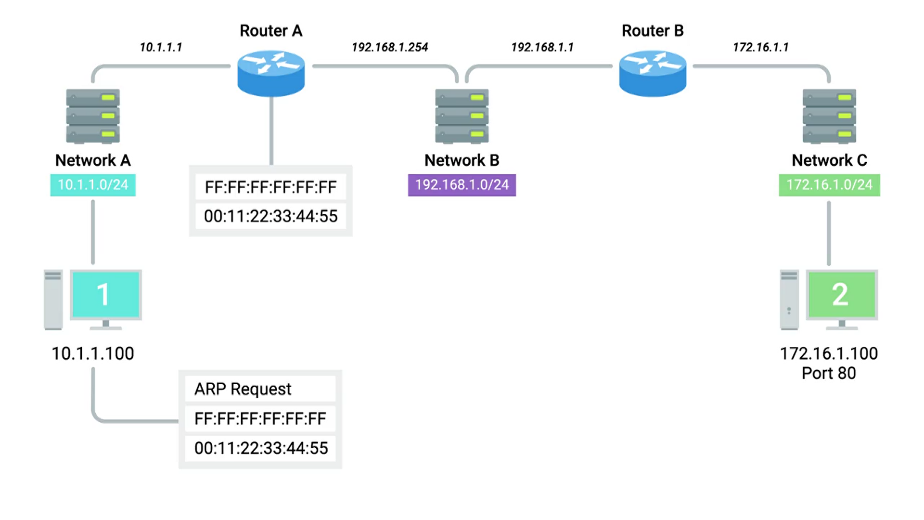 Router A
Router B
10.1.1.1
192.168.1.254
192.168.1.1
172.16.1.1
Network A
Network B
Network C
10.1.1.0/24
192.168.1.0/24
172.16.1.0/24
FF:FF:FF:FF:FF:FF
00:11:22:33:44:55
1
2
10.1.1.100
172.16.1.100
Port 80
ARP Request
FF:FF:FF:FF:FF:FF
00:11:22:33:44:55